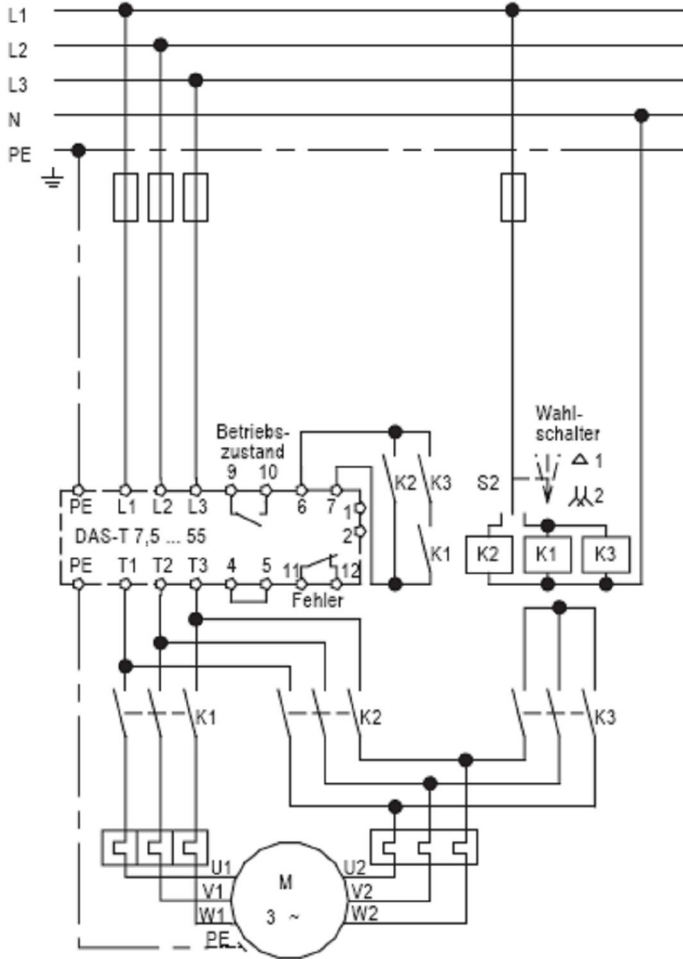 L1
L2
L3
N
PE
Betriebs-
zustand
9 10
Wahl-
schalter
△ 1
2
S2
K2 K3
K1
PE L1 L2 L3 6 7
1
2
DAS-T 7,5 ... 55
PE T1 T2 T3 4 5 11 12
Fehler
K2 K1 K3
K1 K2 K3
U1 U2
V1 V2
W1 W2
M
3 ~
PE